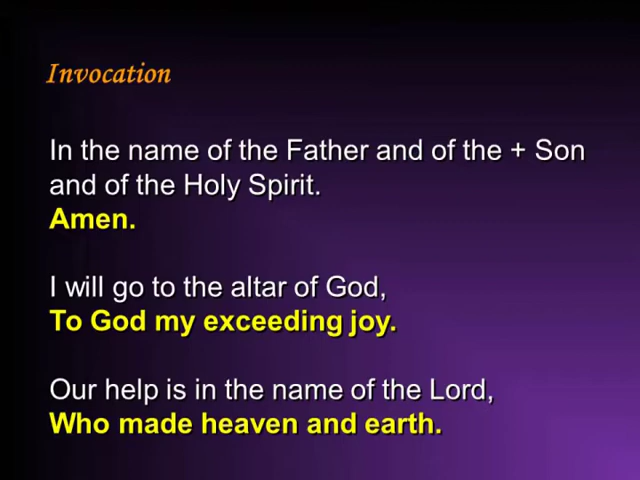 Invocation
In the name of the Father and of the + Son
and of the Holy Spirit.
Amen.
I will go to the altar of God,
To God my exceeding joy.
Our help is in the name of the Lord,
Who made heaven and earth.